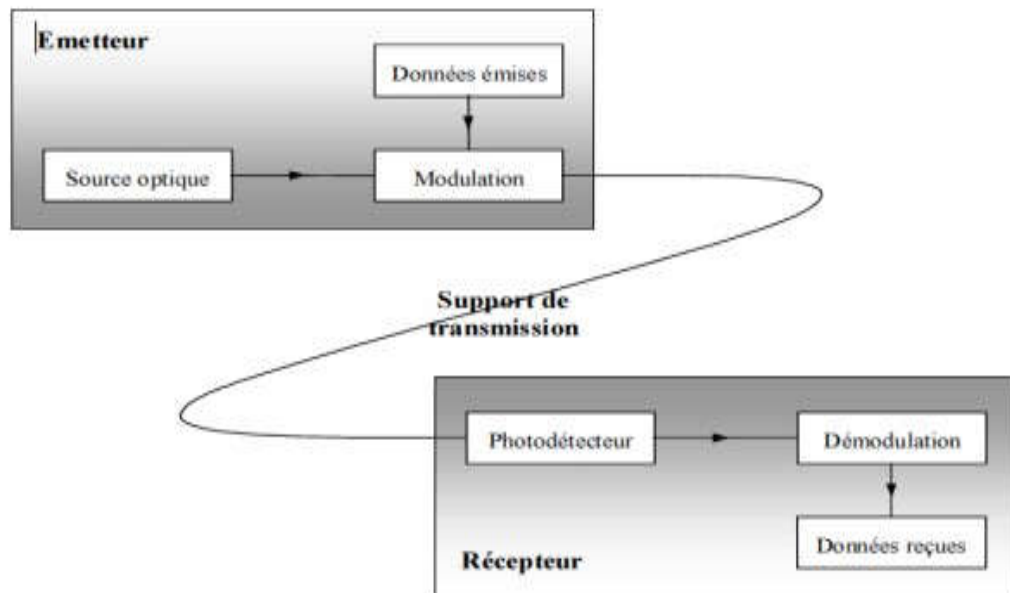 Emetteur
Données émises
Source optique
Modulation
Support de
transmission
Photodétecteur
Démodulation
Données reçues
Récepteur